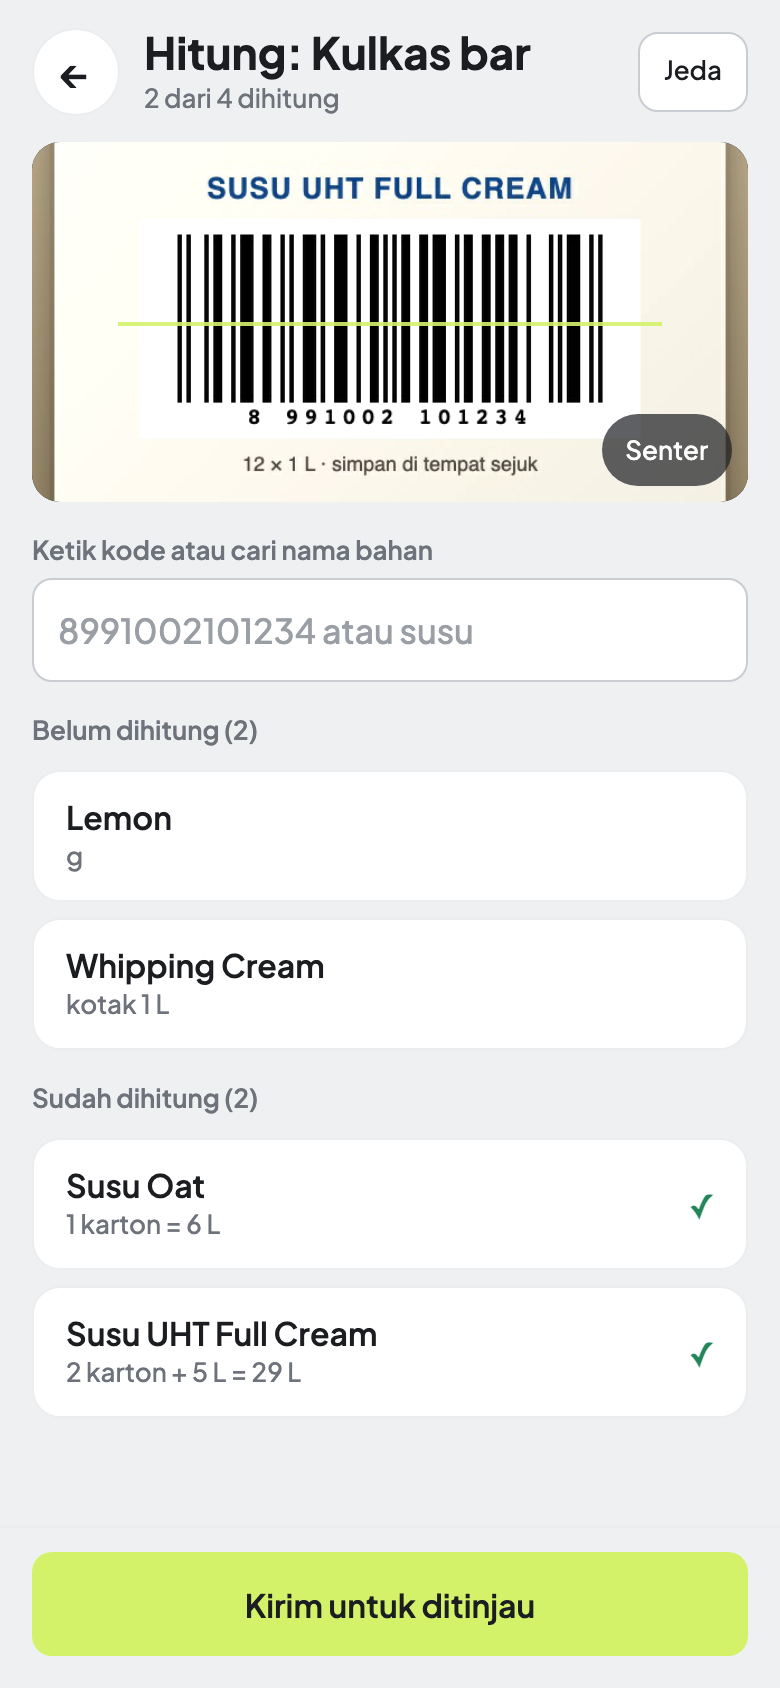 Hitung: Kulkas bar
2 dari 4 dihitung
Jeda
SUSU UHT FULL CREAM
8 991002 101234
12 × 1 L · simpan di tempat sejuk
Senter
Ketik kode atau cari nama bahan
8991002101234 atau susu
Belum dihitung (2)
Lemon
g
Whipping Cream
kotak 1 L
Sudah dihitung (2)
Susu Oat
1 karton = 6 L
Susu UHT Full Cream
2 karton + 5 L = 29 L
Kirim untuk ditinjau